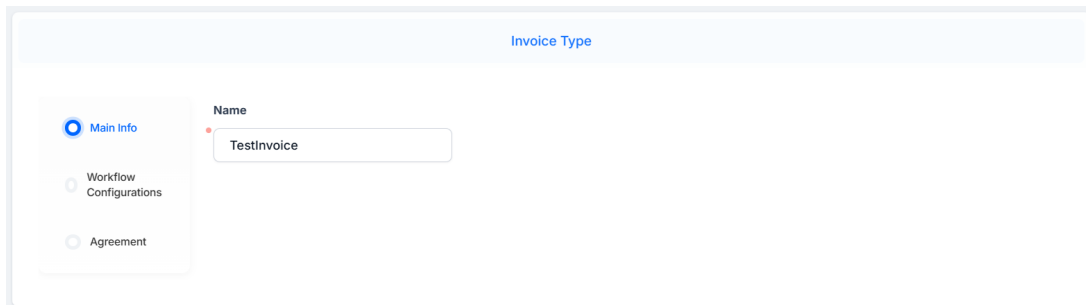 Invoice Type
Main Info
Workflow
Configurations
Agreement
Name
TestInvoice